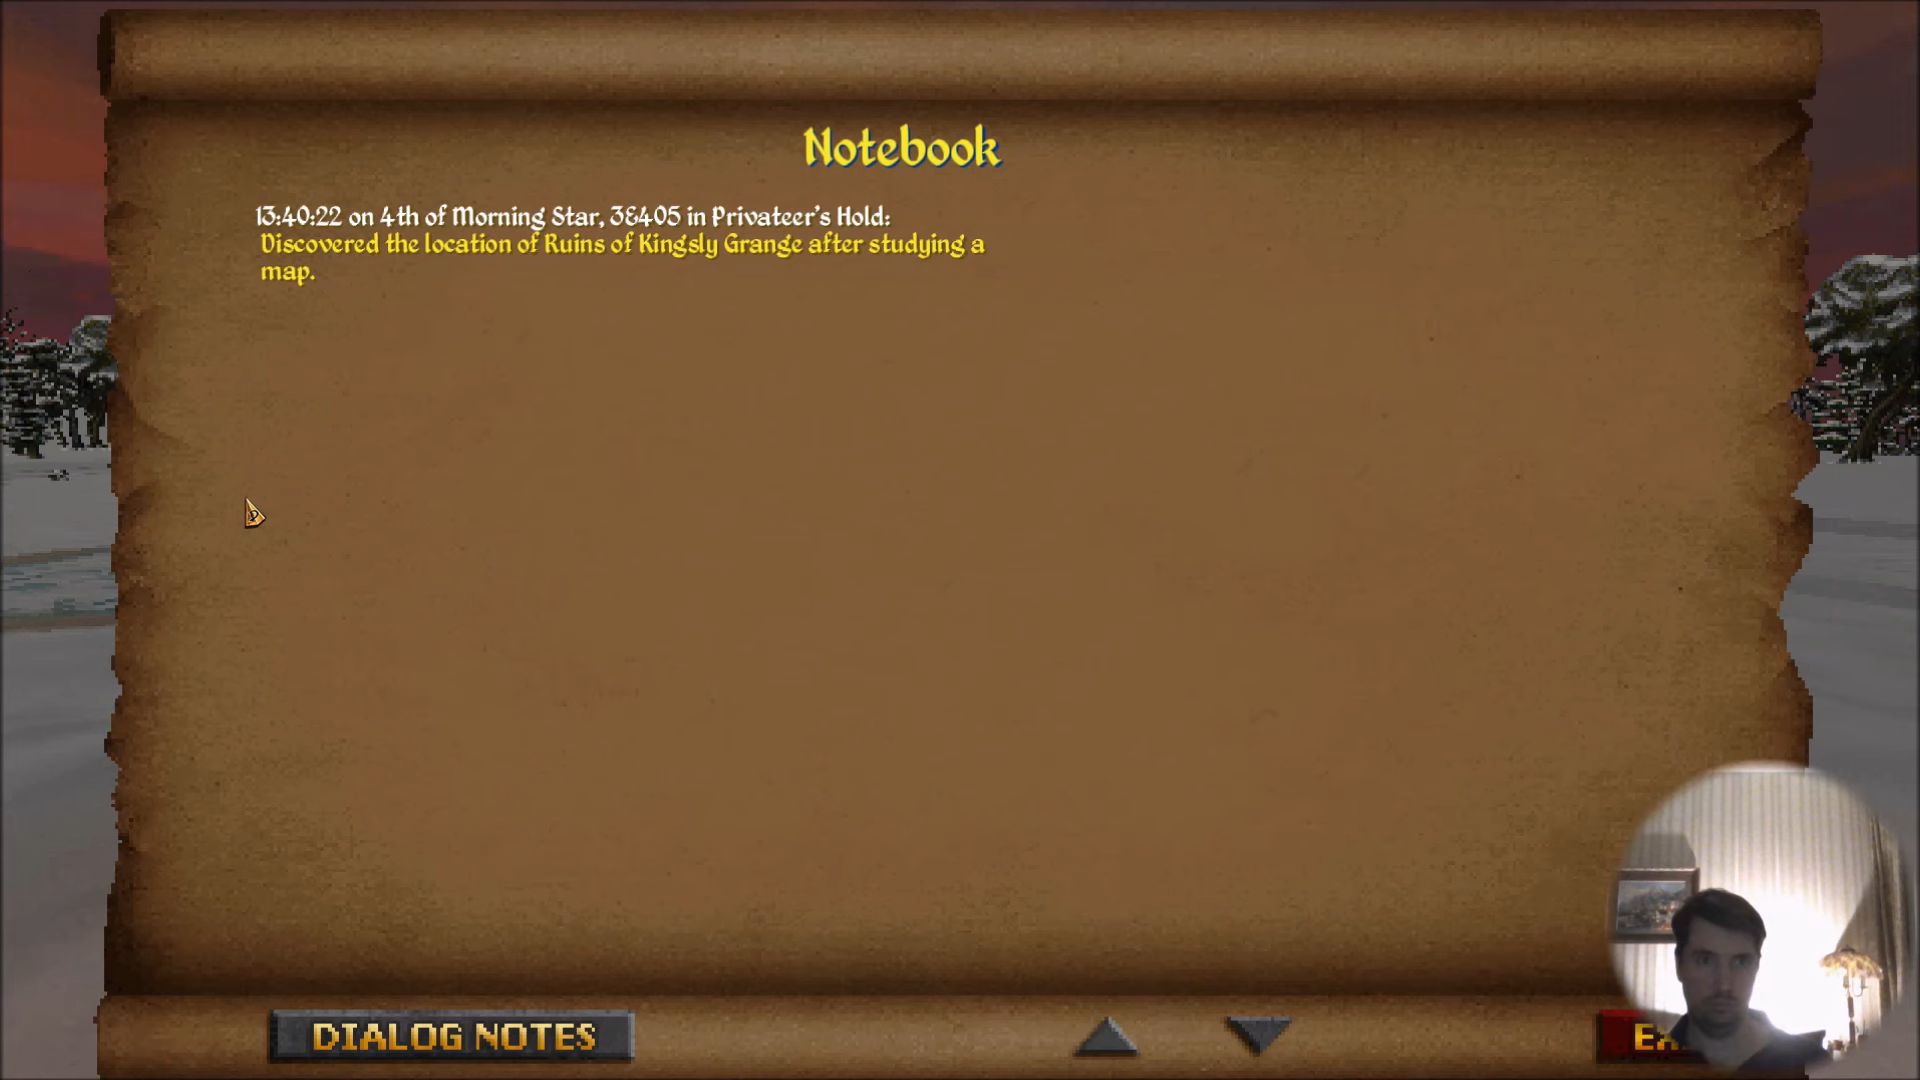 Notebook
13:40:22 on 4th of Morning Star, 3E405 in Privateer's Hold:
Discovered the location of Ruins of Kingsly Grange after studying a
map.
DIALOG NOTES